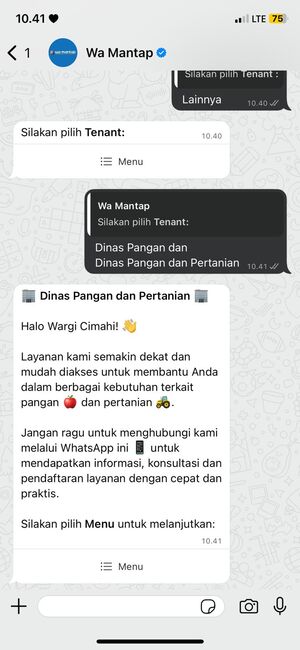 10.41
LTE 75
1 Wa Mantap
Silakan pilih Tenant :
Lainnya
10.40
Silakan pilih Tenant:
10.40
Menu
Wa Mantap
Silakan pilih Tenant:
Dinas Pangan dan
Dinas Pangan dan Pertanian
10.41
🏢 Dinas Pangan dan Pertanian 🏢
Halo Wargi Cimahi! 👋
Layanan kami semakin dekat dan
mudah diakses untuk membantu Anda
dalam berbagai kebutuhan terkait
pangan 🍎 dan pertanian 🚜.
Jangan ragu untuk menghubungi kami
melalui WhatsApp ini 📱 untuk
mendapatkan informasi, konsultasi dan
pendaftaran layanan dengan cepat dan
praktis.
Silakan pilih Menu untuk melanjutkan:
10.41
Menu